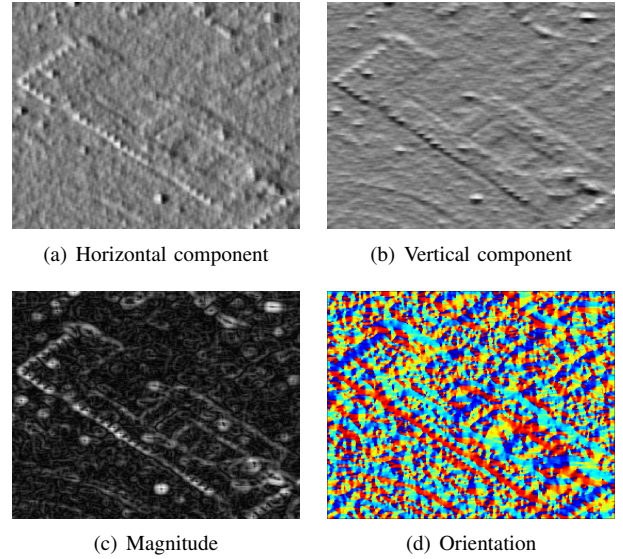 (a) Horizontal component
(b) Vertical component
(c) Magnitude
(d) Orientation